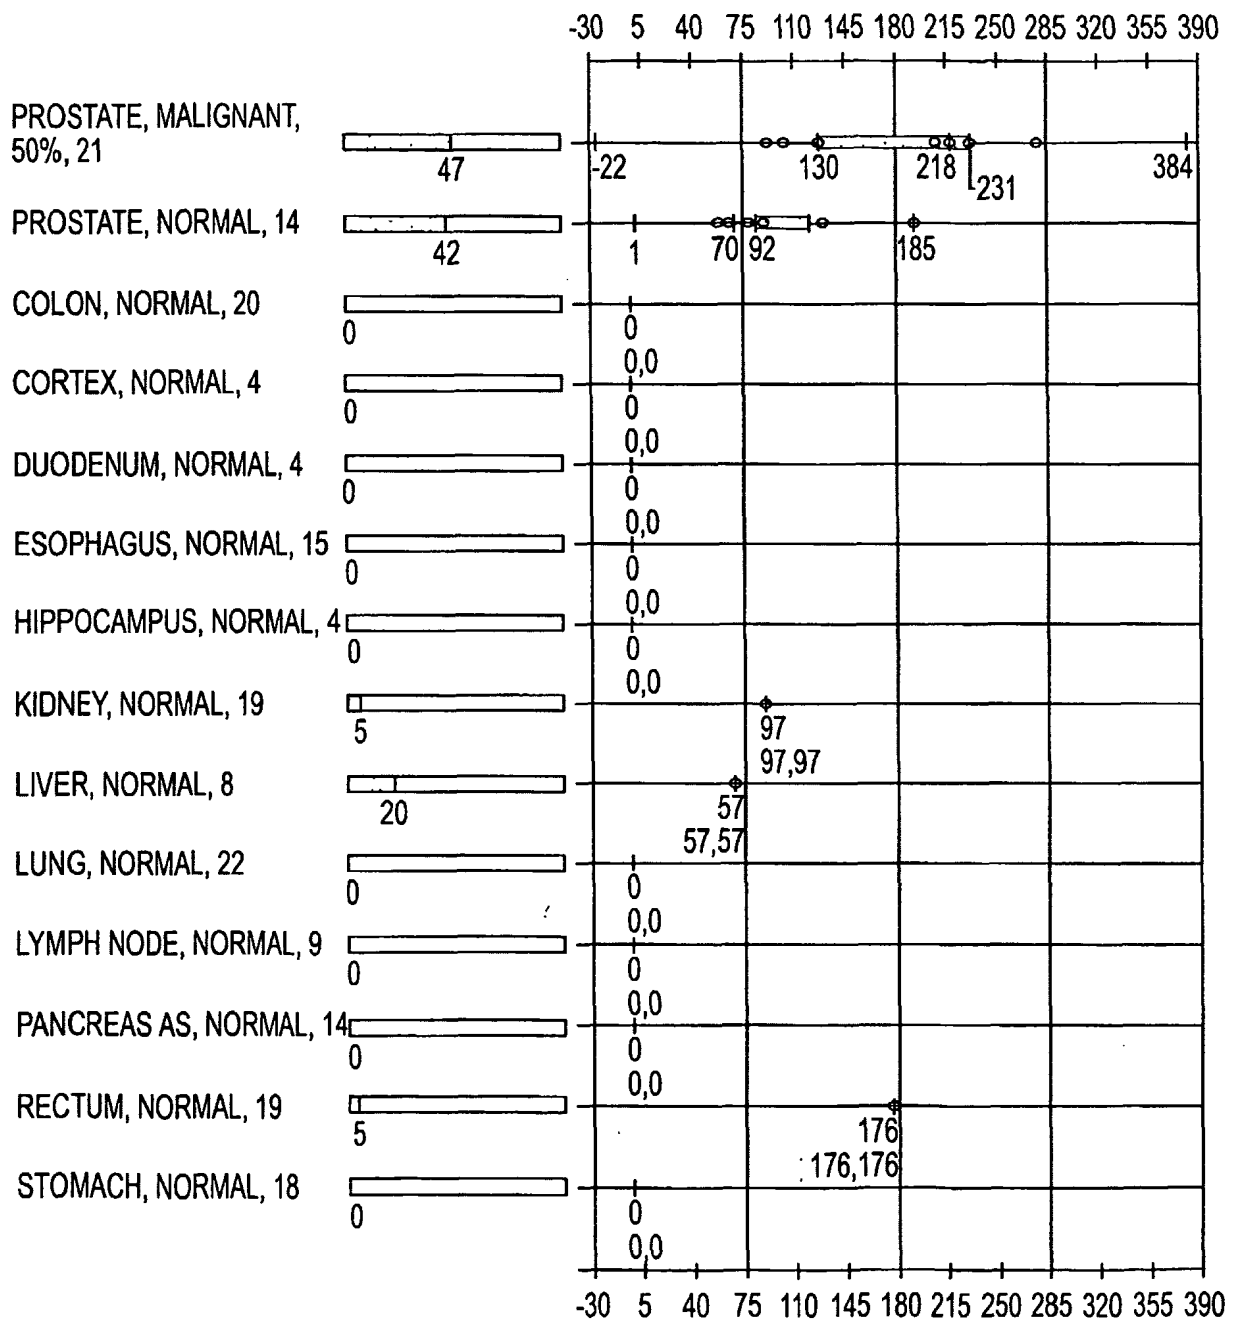 -30 5 40 75 110 145 180 215 250 285 320 355 390
PROSTATE, MALIGNANT,
50%, 21
47
-22 130 218 384
231
PROSTATE, NORMAL, 14
42
1 70 92 185
COLON, NORMAL, 20
0
0
0,0
CORTEX, NORMAL, 4
0
0
0,0
DUODENUM, NORMAL, 4
0
0
0,0
ESOPHAGUS, NORMAL, 15
0
0
0,0
HIPPOCAMPUS, NORMAL, 4
0
0
0,0
KIDNEY, NORMAL, 19
5
97
97,97
LIVER, NORMAL, 8
20
57
57,57
LUNG, NORMAL, 22
0
0
0,0
LYMPH NODE, NORMAL, 9
0
0
0,0
PANCREAS AS, NORMAL, 14
0
0
0,0
RECTUM, NORMAL, 19
5
176
176,176
STOMACH, NORMAL, 18
0
0
0,0
-30 5 40 75 110 145 180 215 250 285 320 355 390